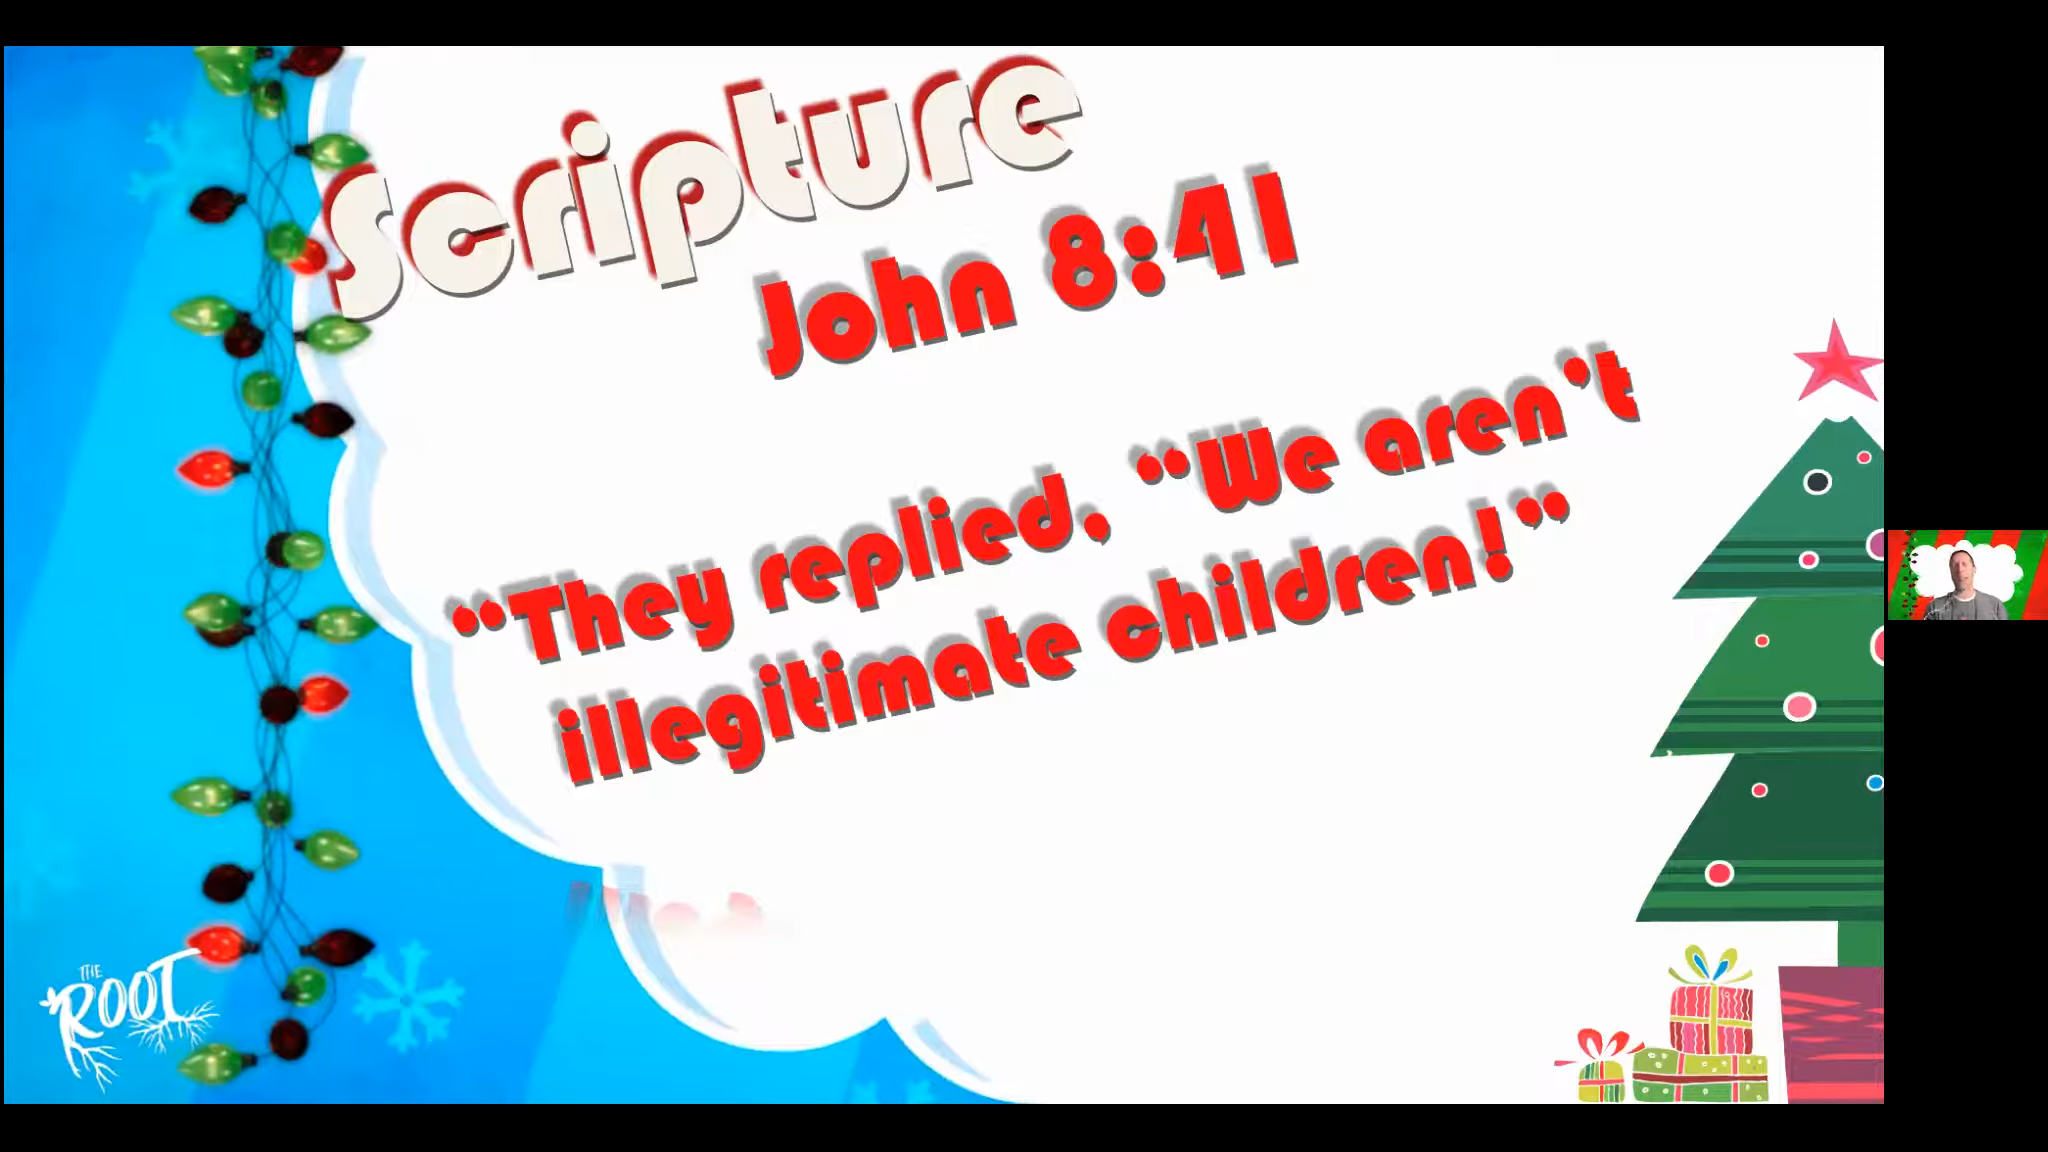 Scripture
John 8:41
“They replied, “We aren’t
illegitimate children!”
THE
ROOT